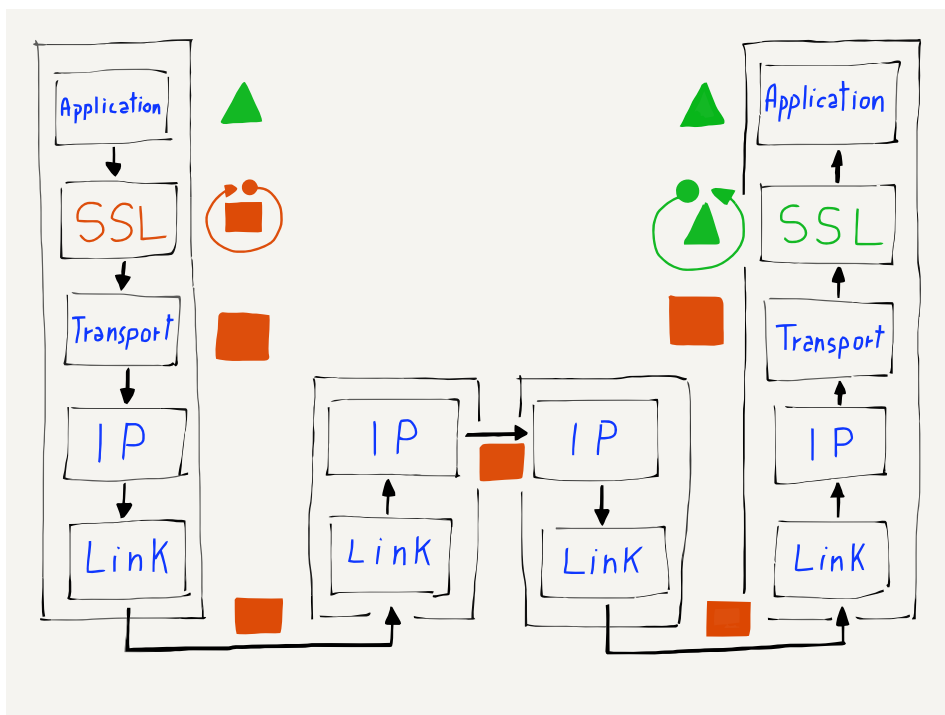 Application
SSL
Transport
IP
Link
IP
Link
IP
Link
Application
SSL
Transport
IP
Link